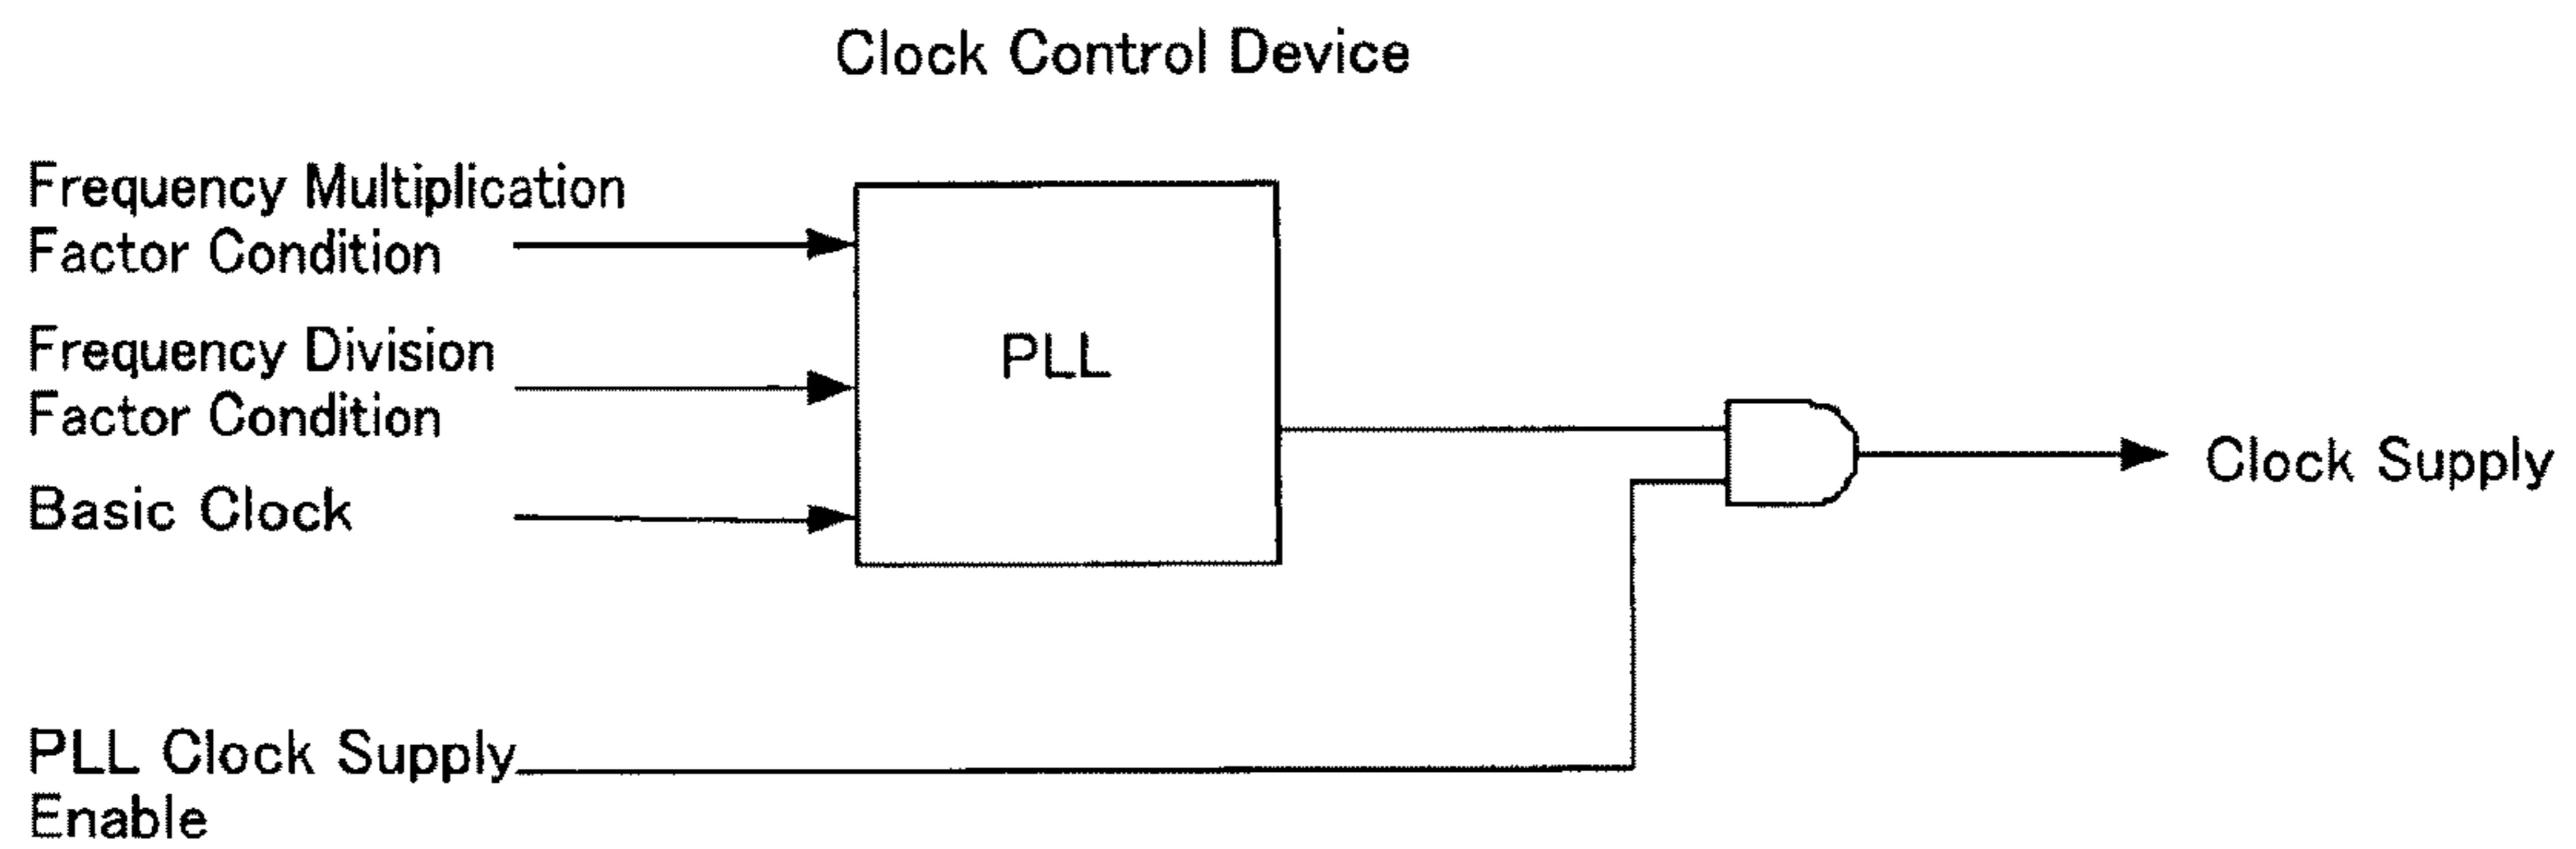 Clock Control Device
Frequency Multiplication
Factor Condition
Frequency Division
Factor Condition
Basic Clock
PLL
Clock Supply
PLL Clock Supply
Enable